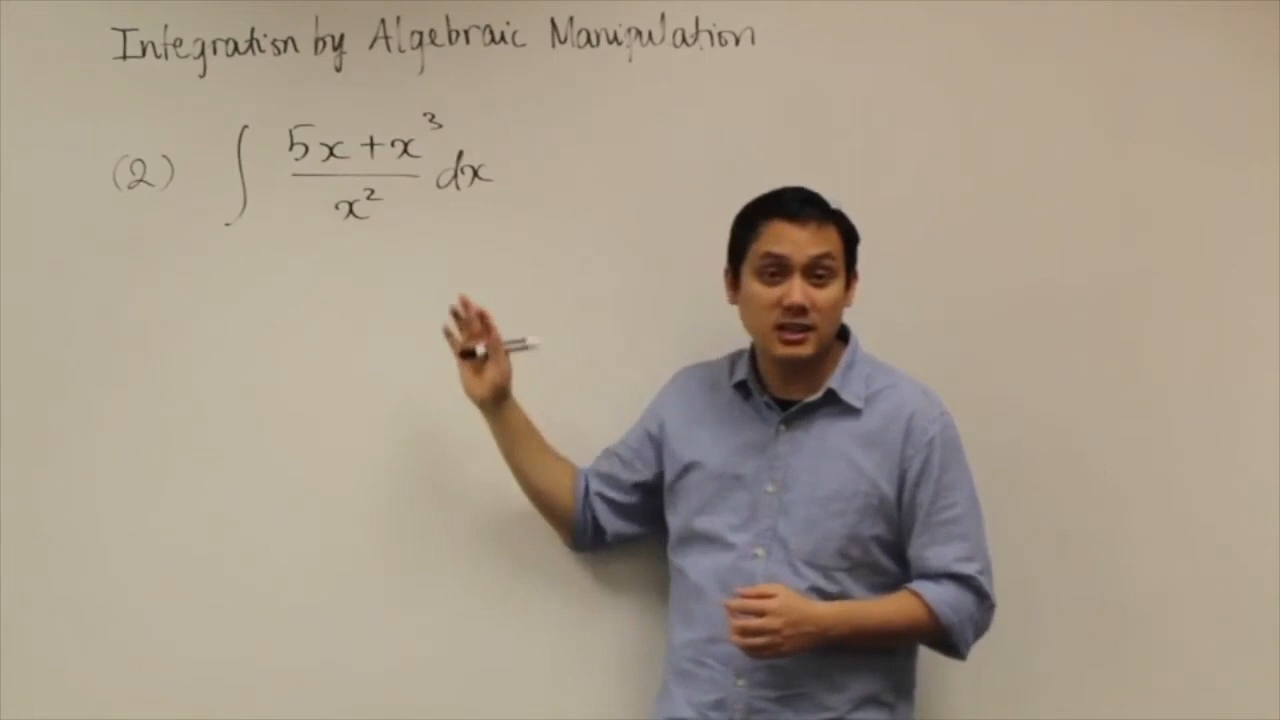 Integration by Algebraic Manipulation
(2) ∫ (5x + x³)/x² dx